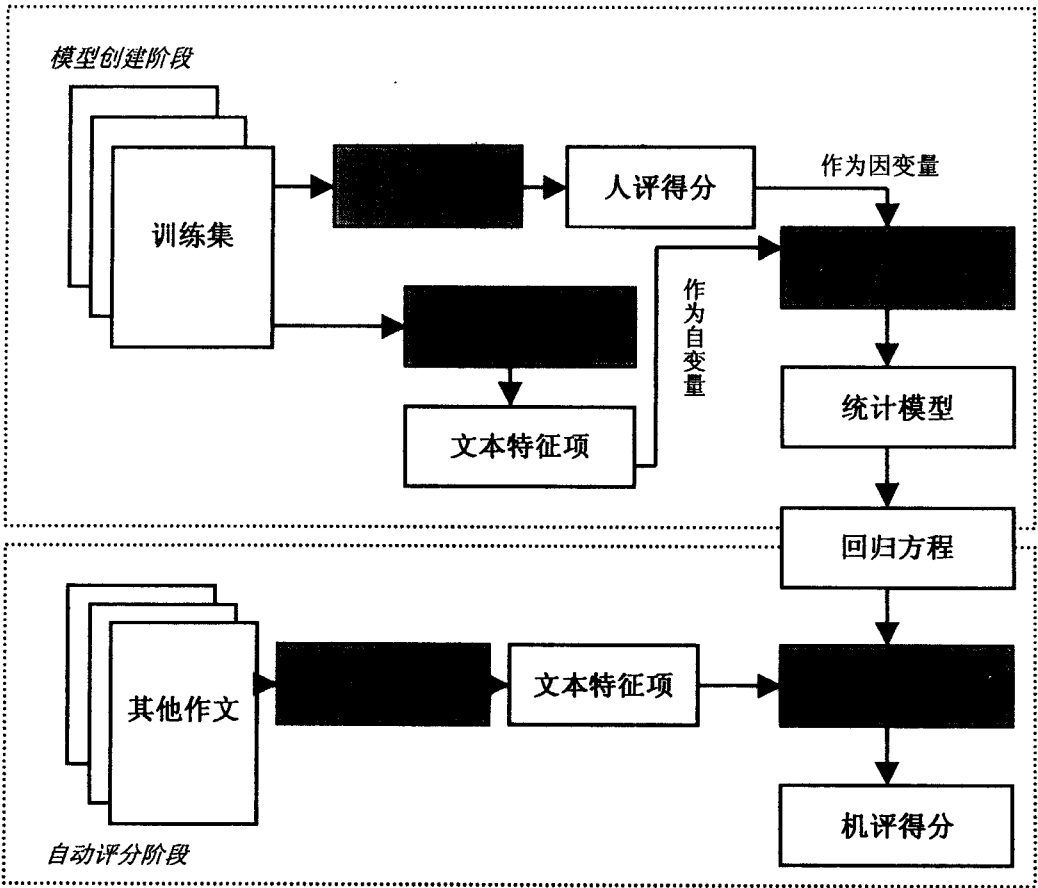 模型创建阶段
训练集
人评得分
作为因变量
作为自变量
文本特征项
统计模型
回归方程
其他作文
文本特征项
机评得分
自动评分阶段